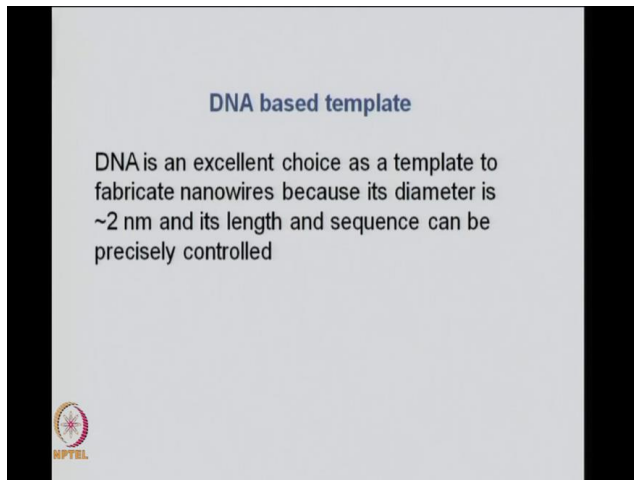 DNA based template
DNA is an excellent choice as a template to
fabricate nanowires because its diameter is
~2 nm and its length and sequence can be
precisely controlled
NPTEL